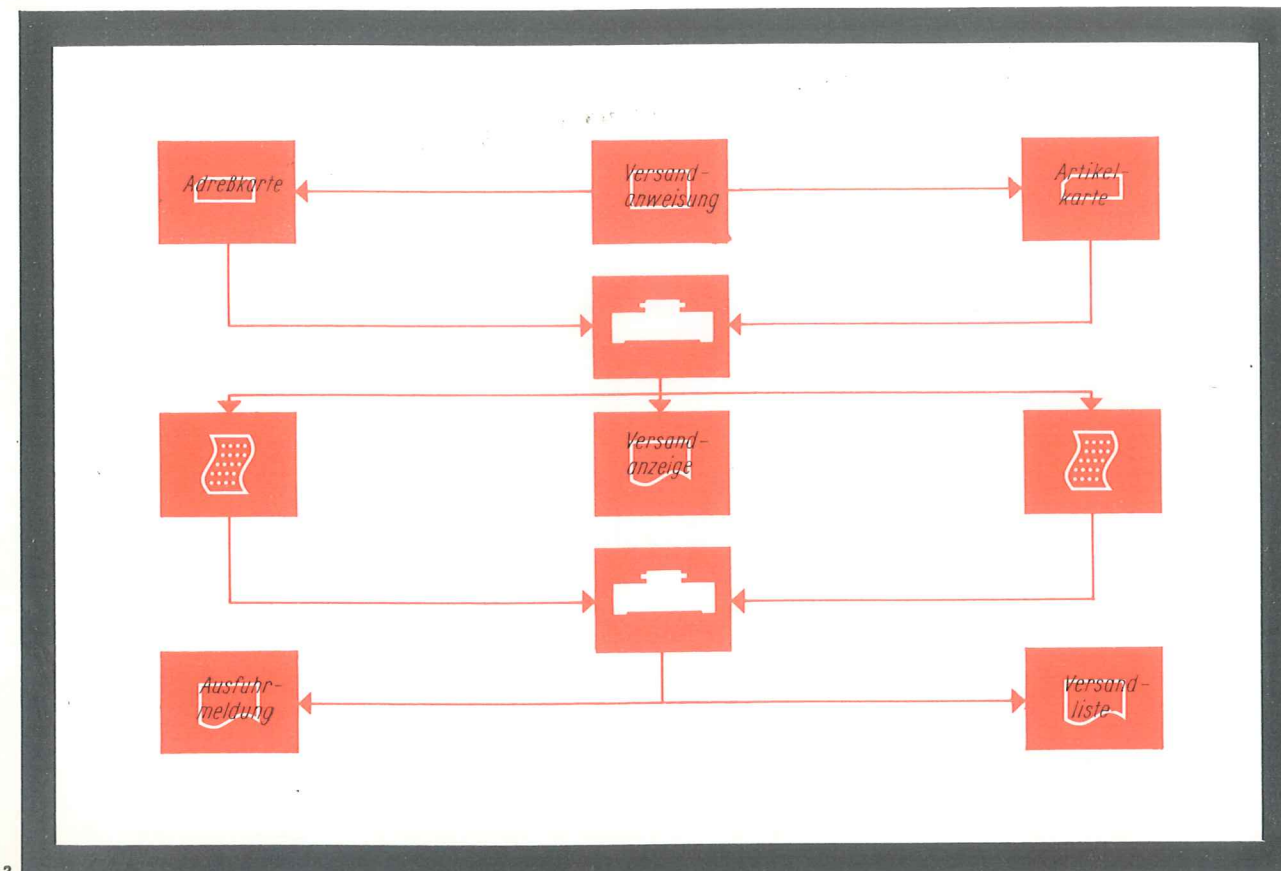 Adreßkarte
Versand-
anweisung
Artikel-
karte
Versand-
anzeige
Ausfuhr-
meldung
Versand-
liste